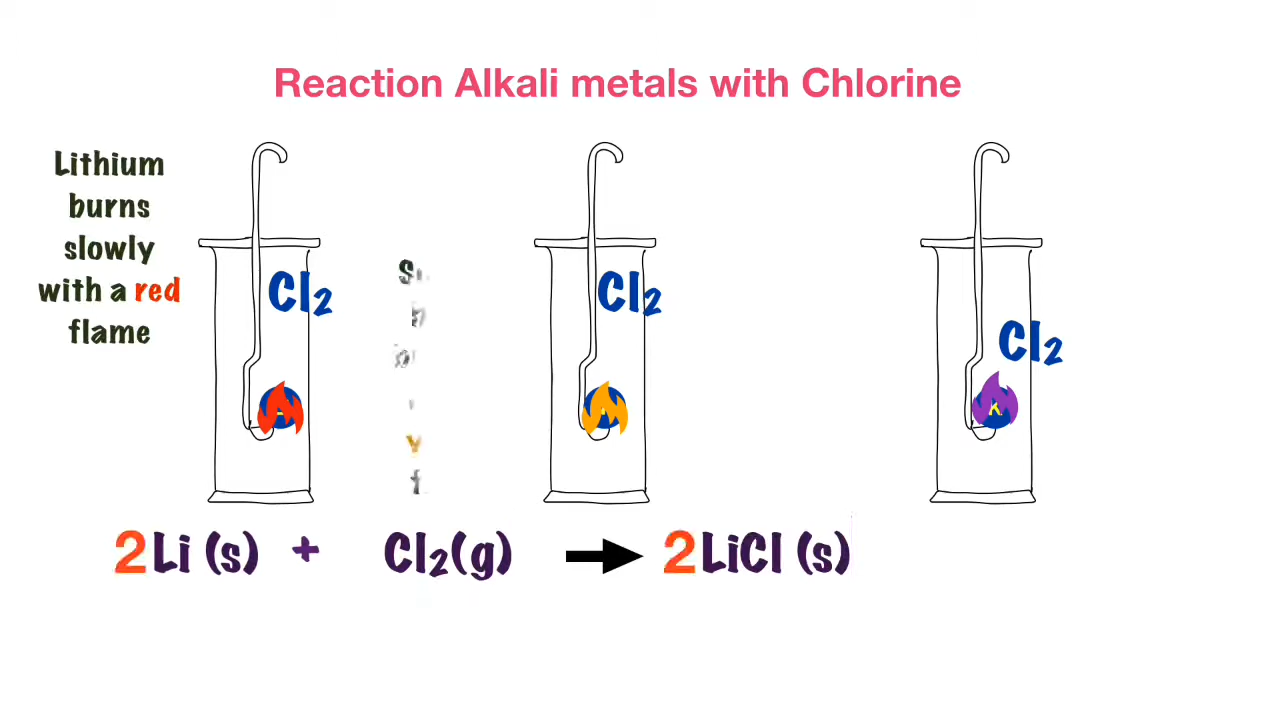 Reaction Alkali metals with Chlorine
Lithium
burns
slowly
with a red
flame
Cl₂
Cl₂
Cl₂
K
2Li (s) + Cl₂(g) → 2LiCl (s)